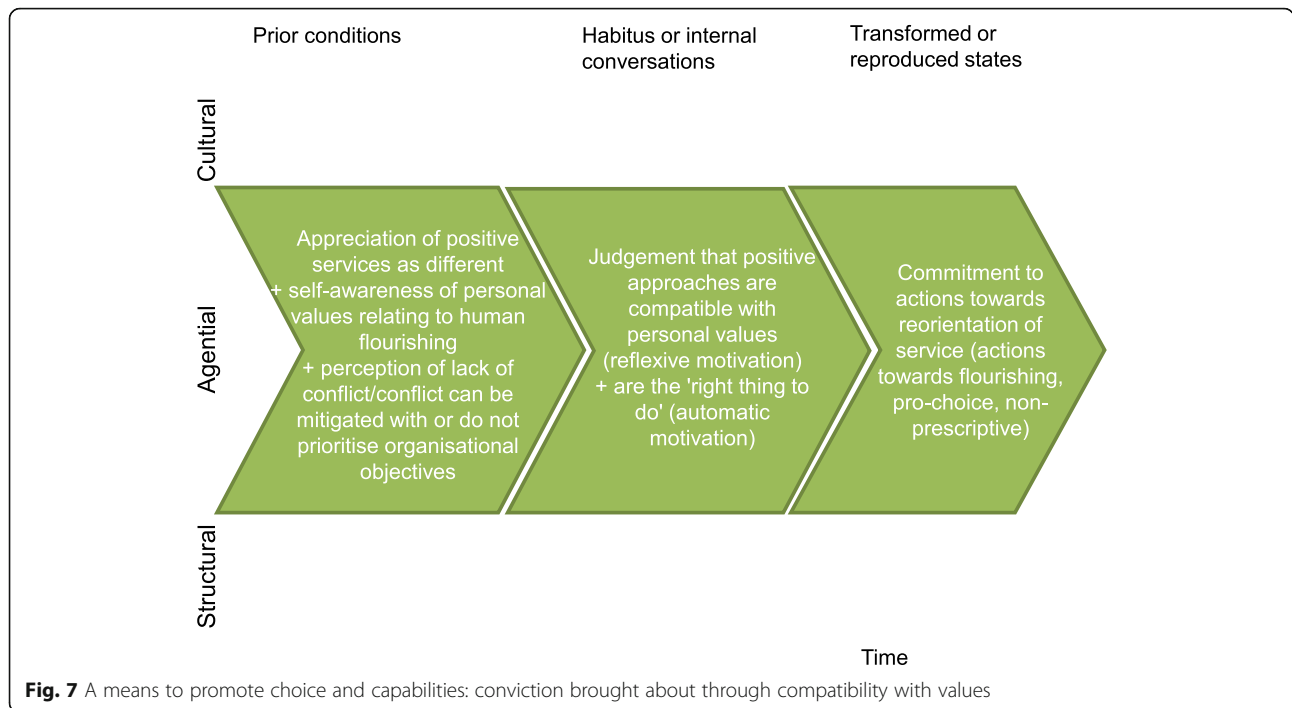 Prior conditions
Habitus or internal
conversations
Transformed or
reproduced states
Cultural
Agential
Structural
Appreciation of positive
services as different
+ self-awareness of personal
values relating to human
flourishing
+ perception of lack of
conflict/conflict can be
mitigated with or do not
prioritise organisational
objectives
Judgement that positive
approaches are
compatible with
personal values
(reflexive motivation)
+ are the 'right thing to
do' (automatic
motivation)
Commitment to
actions towards
reorientation of
service (actions
towards flourishing,
pro-choice, non-
prescriptive)
Time
Fig. 7 A means to promote choice and capabilities: conviction brought about through compatibility with values